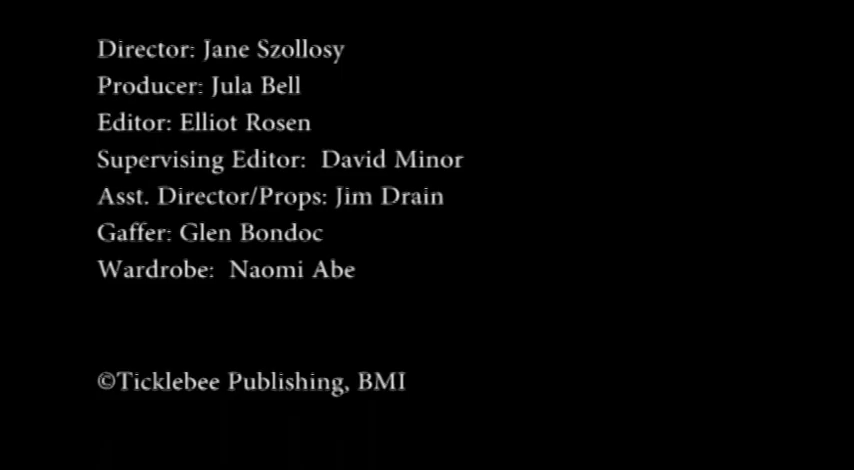 Director: Jane Szollosy
Producer: Jula Bell
Editor: Elliot Rosen
Supervising Editor:  David Minor
Asst. Director/Props: Jim Drain
Gaffer: Glen Bondoc
Wardrobe:  Naomi Abe
©Ticklebee Publishing, BMI